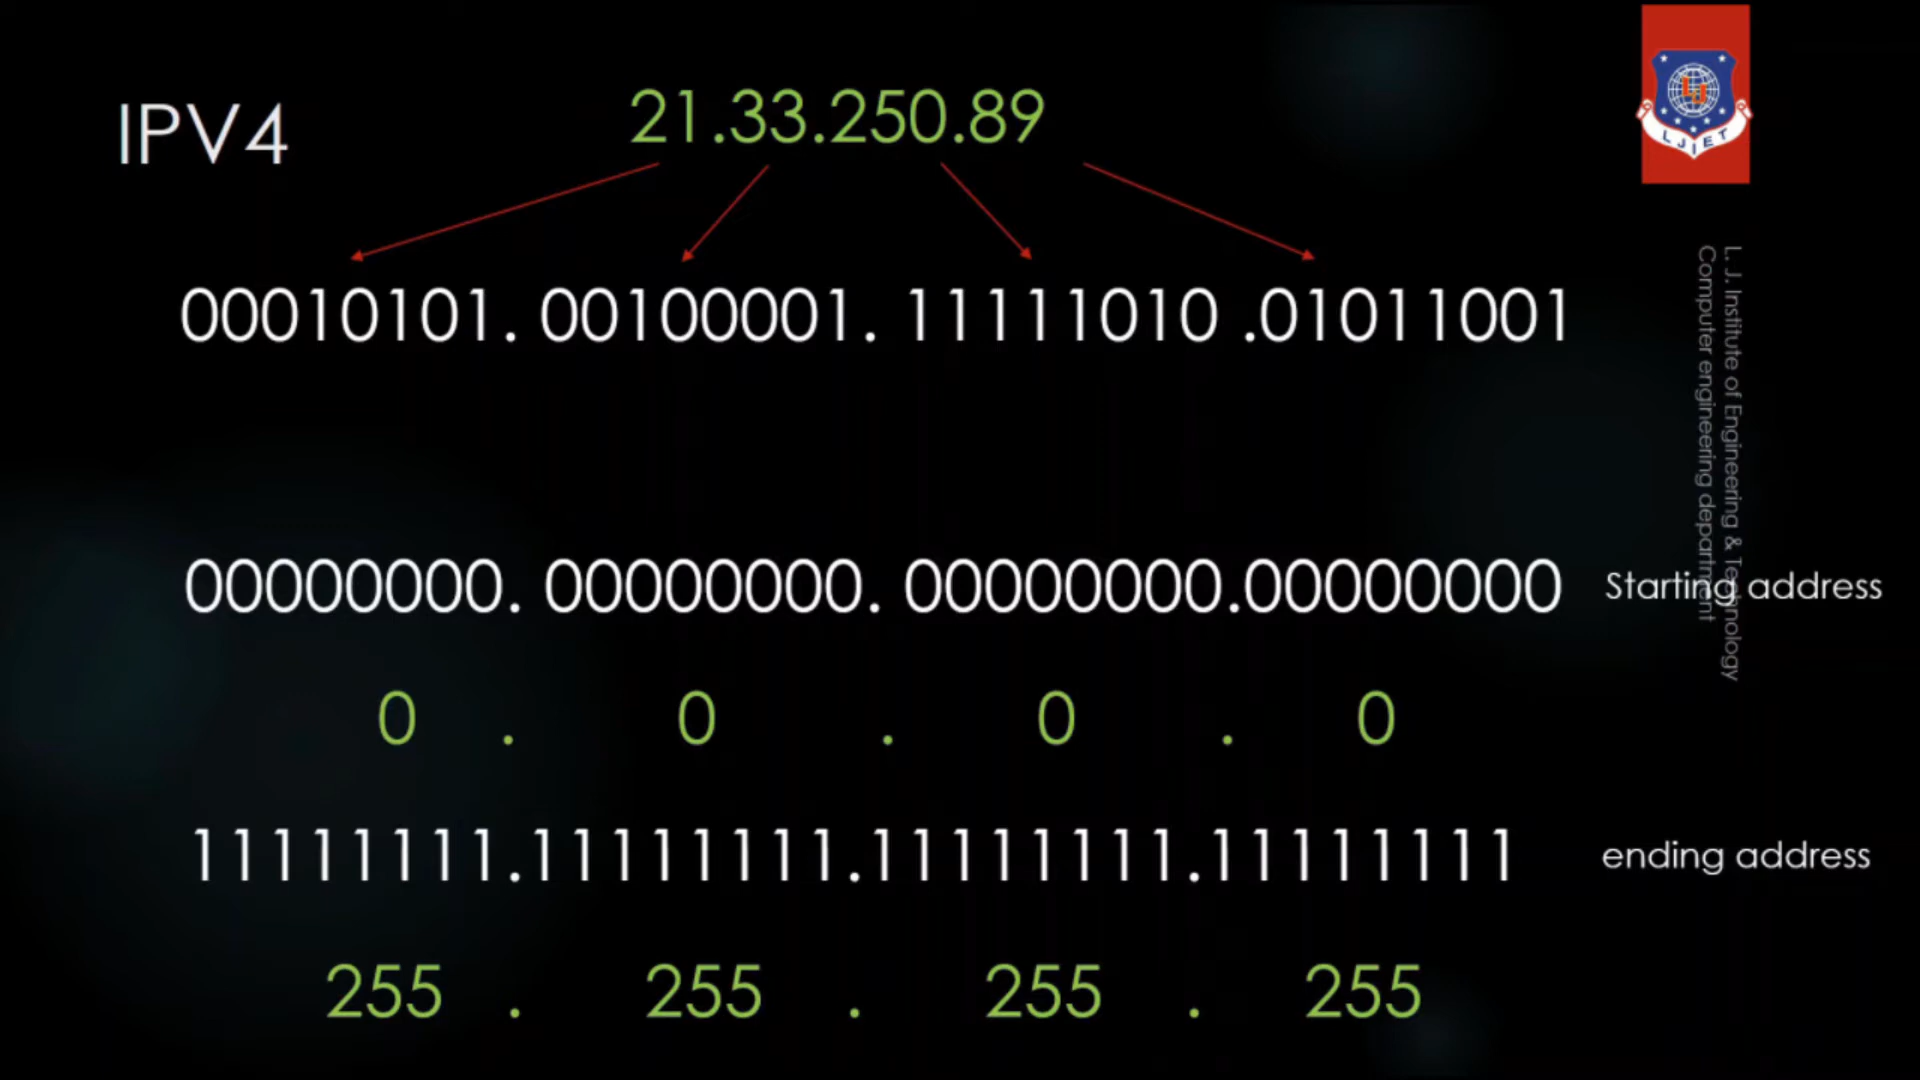 IPV4
21.33.250.89
LJIET
00010101. 00100001. 11111010 .01011001
L. J. Institute of Engineering & Technology
Computer engineering department
00000000. 00000000. 00000000.00000000 Starting address
0 . 0 . 0 . 0
11111111.11111111.11111111.11111111 ending address
255 . 255 . 255 . 255